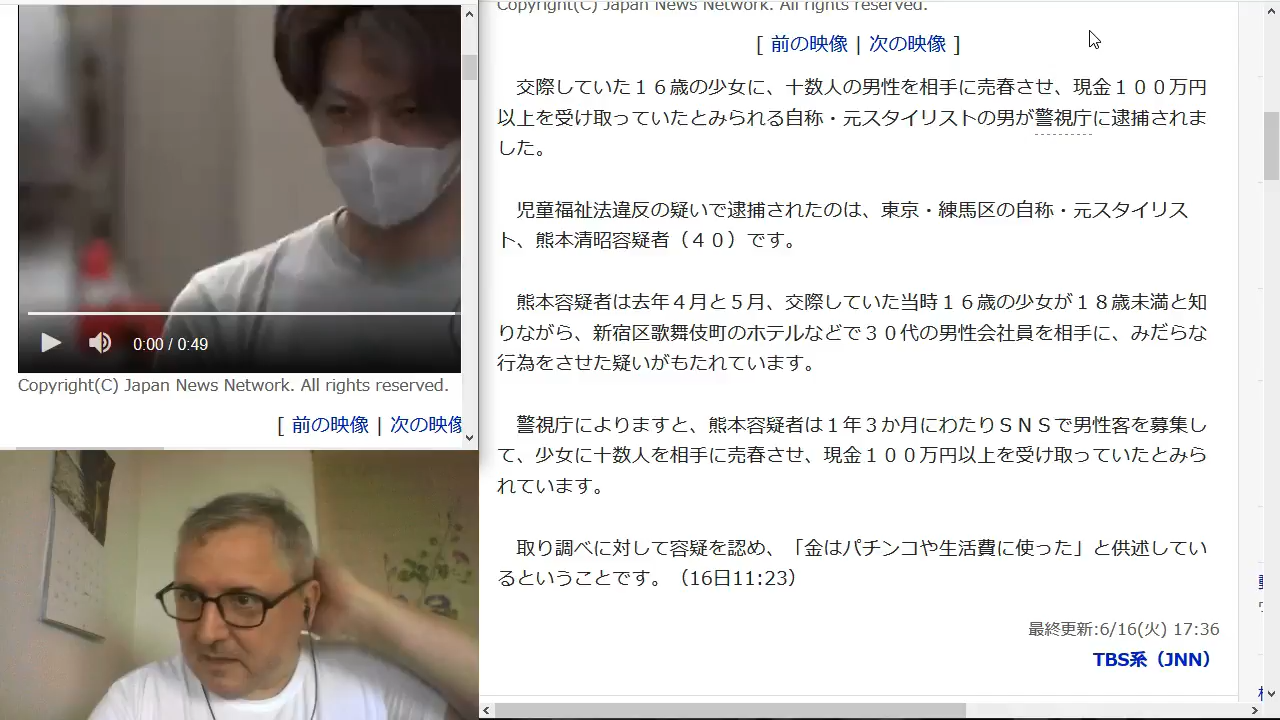 0:00 / 0:49
Copyright(C) Japan News Network. All rights reserved.
[ 前の映像 | 次の映像
Copyright(C) Japan News Network. All rights reserved.
[ 前の映像 | 次の映像 ]
交際していた１６歳の少女に、十数人の男性を相手に売春させ、現金１００万円
以上を受け取っていたとみられる自称・元スタイリストの男が警視庁に逮捕されま
した。
児童福祉法違反の疑いで逮捕されたのは、東京・練馬区の自称・元スタイリス
ト、熊本清昭容疑者（４０）です。
熊本容疑者は去年４月と５月、交際していた当時１６歳の少女が１８歳未満と知
りながら、新宿区歌舞伎町のホテルなどで３０代の男性会社員を相手に、みだらな
行為をさせた疑いがもたれています。
警視庁によりますと、熊本容疑者は１年３か月にわたりＳＮＳで男性客を募集し
て、少女に十数人を相手に売春させ、現金１００万円以上を受け取っていたとみら
れています。
取り調べに対して容疑を認め、「金はパチンコや生活費に使った」と供述してい
るということです。（16日11:23）
最終更新:6/16(火) 17:36
TBS系（JNN）